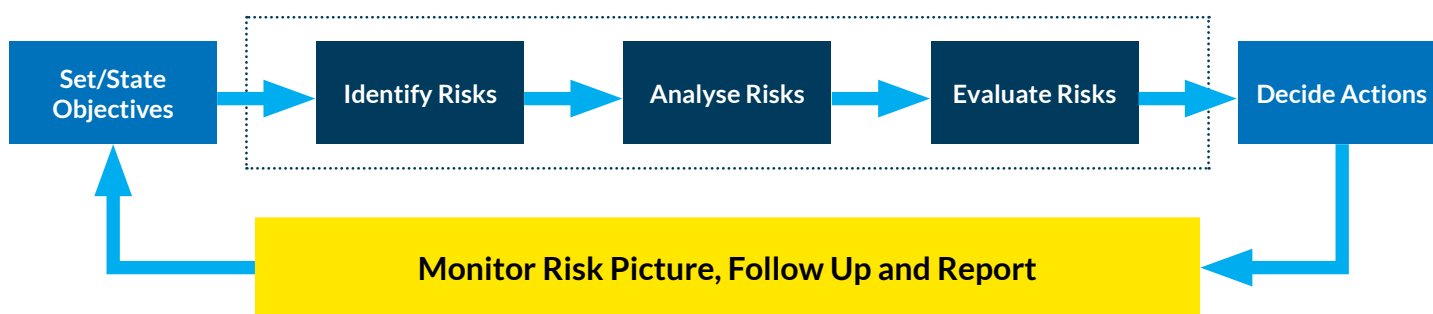 Set/State
Objectives
Identify Risks
Analyse Risks
Evaluate Risks
Decide Actions
Monitor Risk Picture, Follow Up and Report